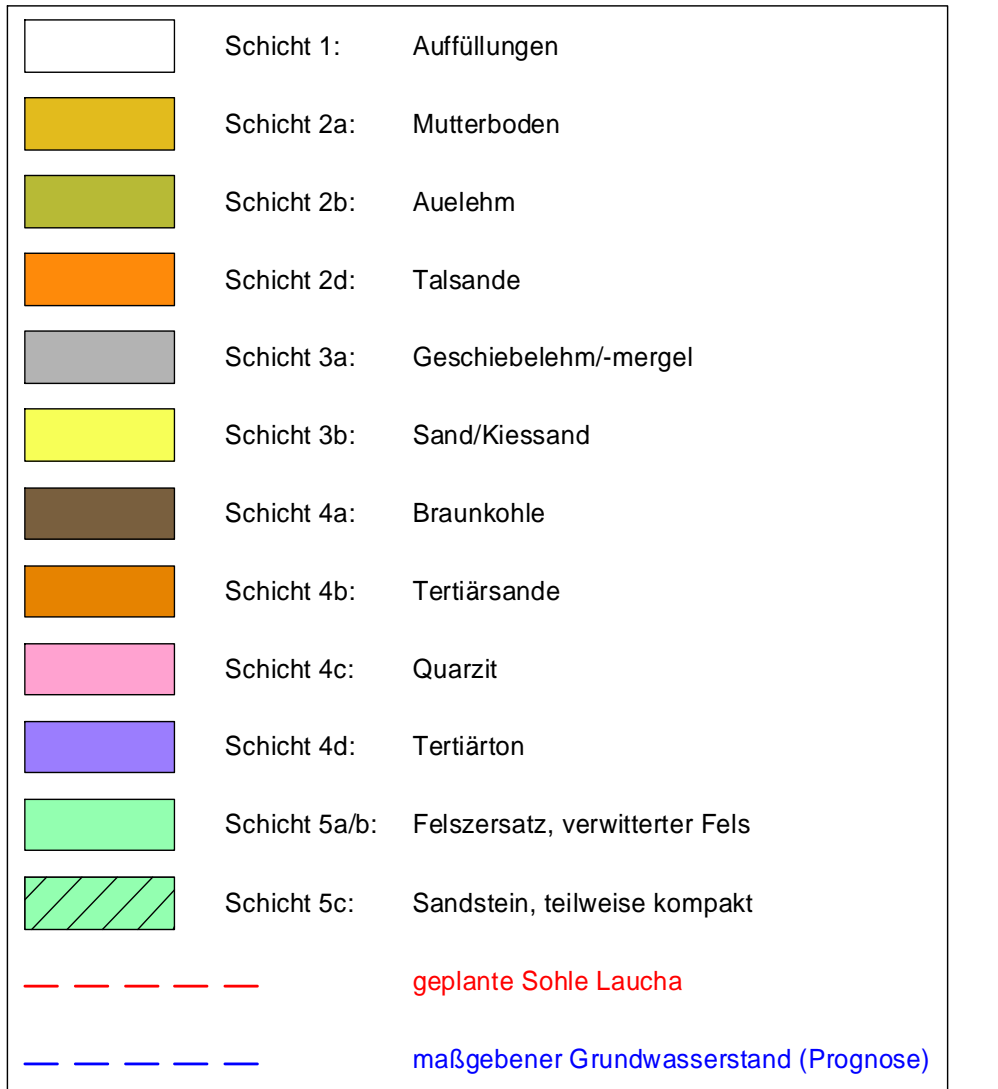 Schicht 1: Auffüllungen
Schicht 2a: Mutterboden
Schicht 2b: Auelehm
Schicht 2d: Talsande
Schicht 3a: Geschiebelehm/-mergel
Schicht 3b: Sand/Kiessand
Schicht 4a: Braunkohle
Schicht 4b: Tertiärsande
Schicht 4c: Quarzit
Schicht 4d: Tertiärton
Schicht 5a/b: Felszersatz, verwitterter Fels
Schicht 5c: Sandstein, teilweise kompakt
geplante Sohle Laucha
maßgebener Grundwasserstand (Prognose)